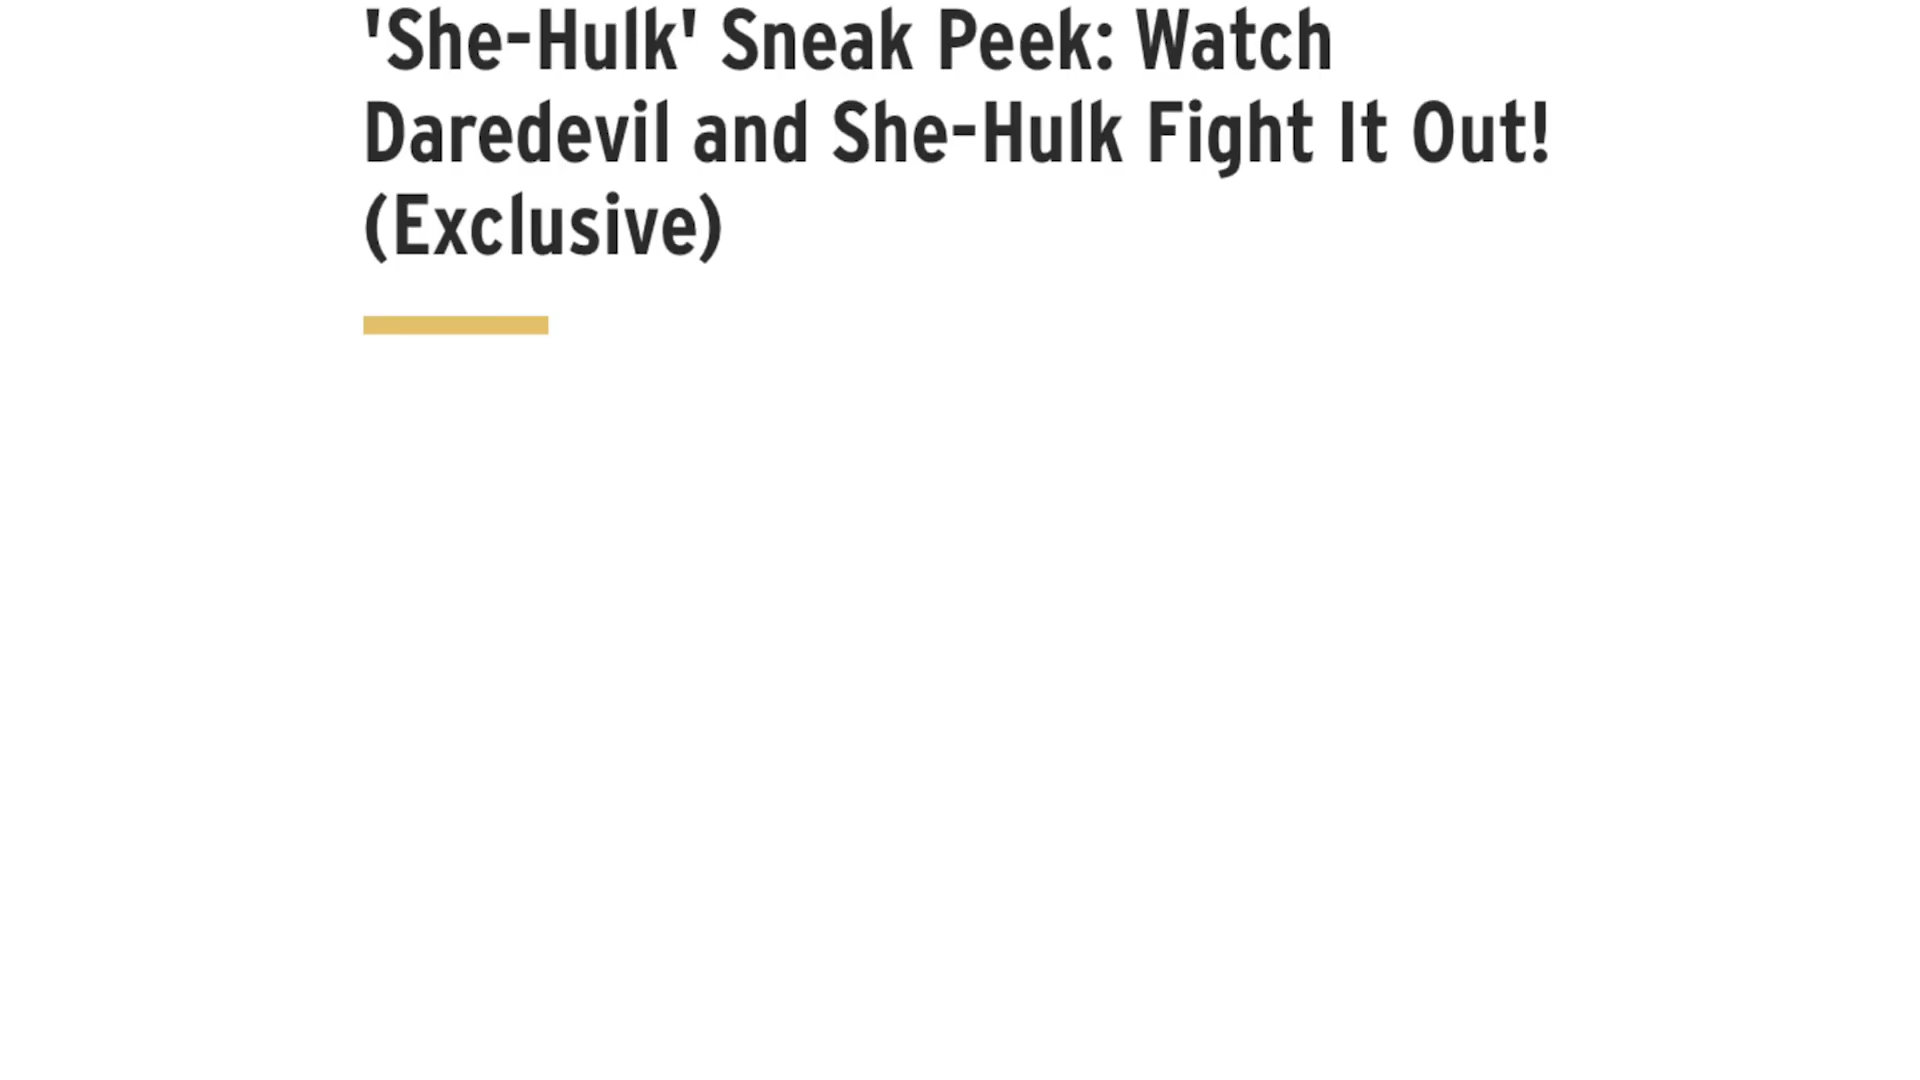 'She-Hulk' Sneak Peek: Watch
Daredevil and She-Hulk Fight It Out!
(Exclusive)